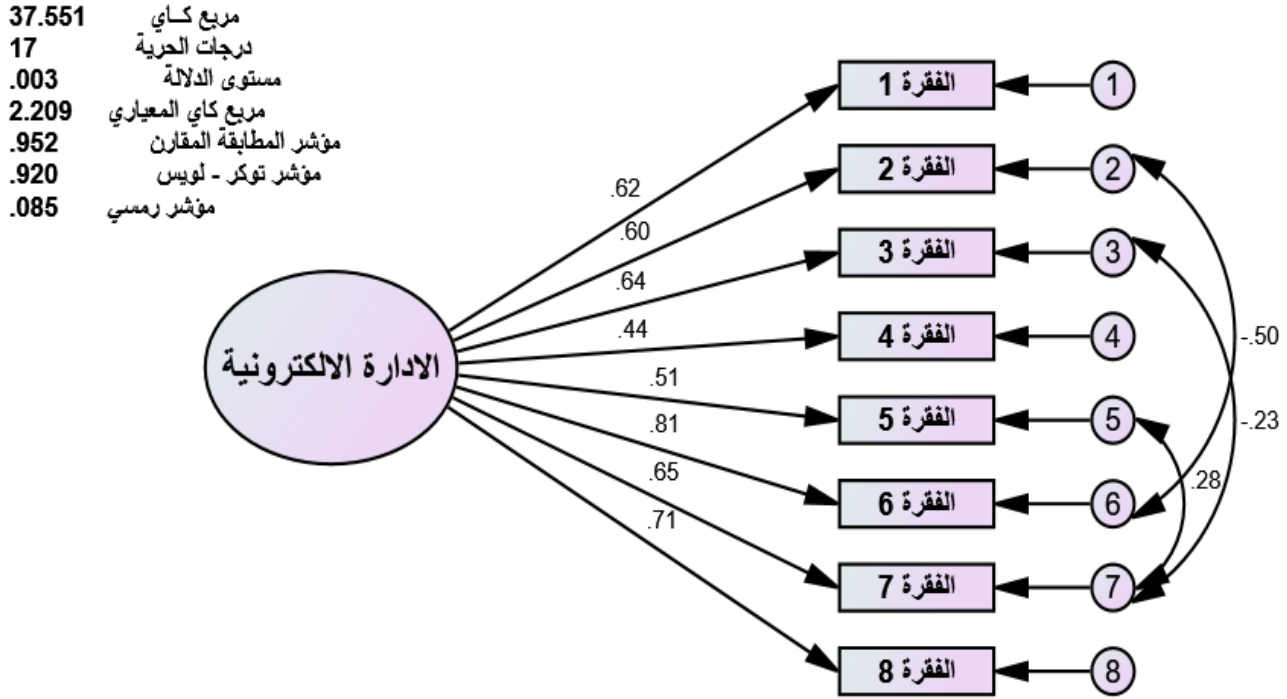 مربع كاي 37.551
درجات الحرية 17
مستوى الدلالة .003
مربع كاي المعياري 2.209
مؤشر المطابقة المقارن .952
مؤشر توكر - لويس .920
مؤشر رمسي .085
الادارة الالكترونية
.62
.60
.64
.44
.51
.81
.65
.71
الفقرة 1
الفقرة 2
الفقرة 3
الفقرة 4
الفقرة 5
الفقرة 6
الفقرة 7
الفقرة 8
1
2
3
4
5
6
7
8
-.50
-.23
.28